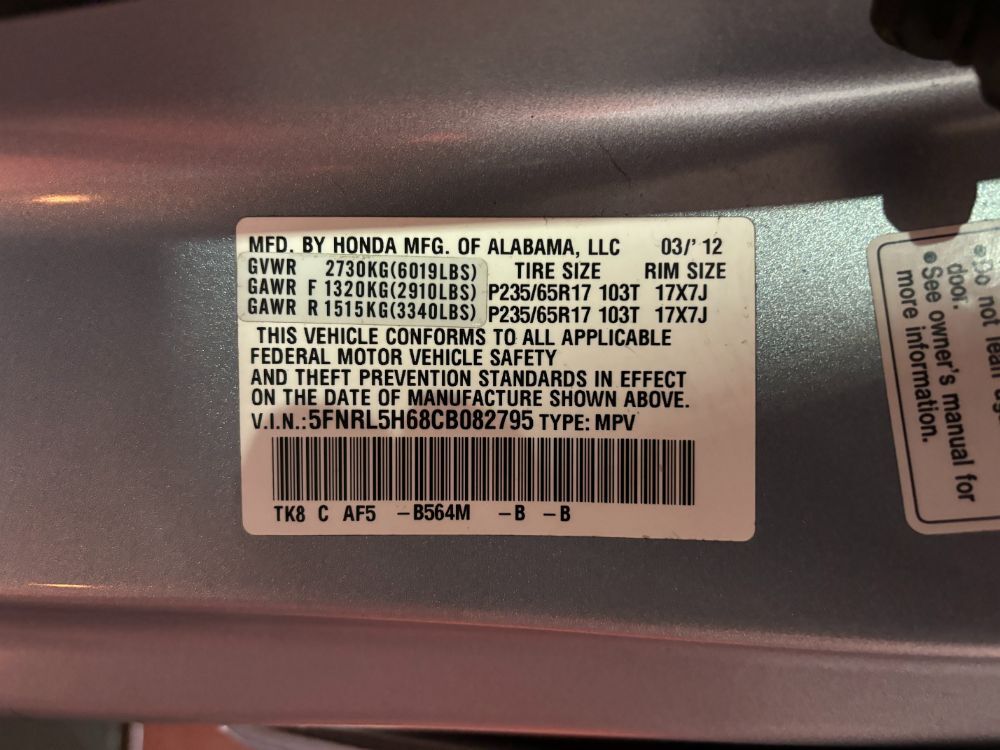 MFD. BY HONDA MFG. OF ALABAMA, LLC 03/'12
GVWR 2730KG(6019LBS) TIRE SIZE RIM SIZE
GAWR F 1320KG(2910LBS) P235/65R17 103T 17X7J
GAWR R 1515KG(3340LBS) P235/65R17 103T 17X7J
THIS VEHICLE CONFORMS TO ALL APPLICABLE
FEDERAL MOTOR VEHICLE SAFETY
AND THEFT PREVENTION STANDARDS IN EFFECT
ON THE DATE OF MANUFACTURE SHOWN ABOVE.
V.I.N.:5FNRL5H68CB082795 TYPE: MPV
TK8 C AF5 -B564M -B -B
•Do not lean
door.
•See owner's manual for
more information.